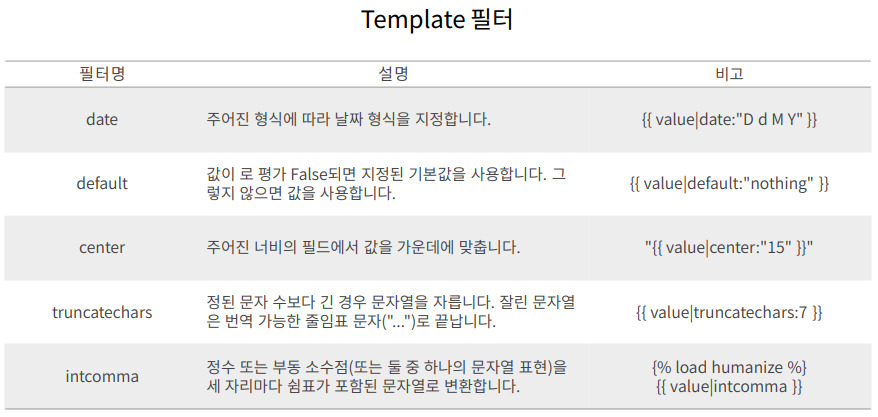 Template 필터
필터명 설명 비고
date 주어진 형식에 따라 날짜 형식을 지정합니다. {{ value|date:"D d M Y" }}
default 값이 로 평가 False되면 지정된 기본값을 사용합니다. 그
렇지 않으면 값을 사용합니다. {{ value|default:"nothing" }}
center 주어진 너비의 필드에서 값을 가운데에 맞춥니다. "{{ value|center:"15" }}"
truncatechars 정된 문자 수보다 긴 경우 문자열을 자릅니다. 잘린 문자열
은 번역 가능한 줄임표 문자("...")로 끝납니다. {{ value|truncatechars:7 }}
intcomma 정수 또는 부동 소수점(또는 둘 중 하나의 문자열 표현)을
세 자리마다 쉼표가 포함된 문자열로 변환합니다. {% load humanize %}
{{ value|intcomma }}